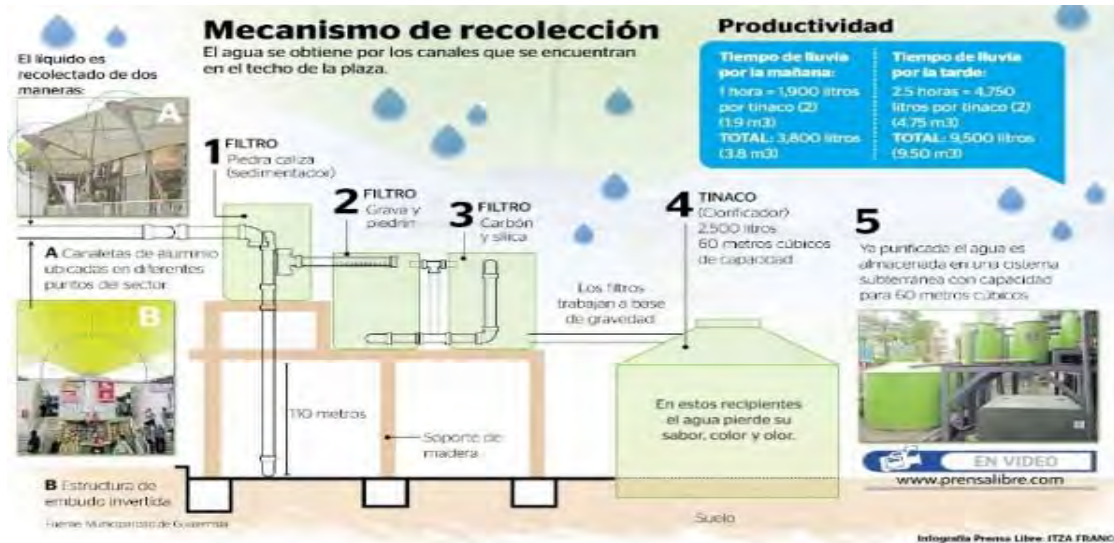 Mecanismo de recolección
El agua se obtiene por los canales que se encuentran
en el techo de la plaza.
El líquido es
recolectado de dos
maneras:
A
A Canaletas de aluminio
ubicadas en diferentes
puntos del sector.
B
B Estructura de
embudo invertida
Fuente: Municipalidad de Guatemala
1 FILTRO
Piedra caliza
(sedimentador)
2 FILTRO
Grava y
piedrín
3 FILTRO
Carbón
y sílica
Los filtros
trabajan a base
de gravedad
110 metros
Soporte de
madera
4 TINACO
(Clorificador)
2,500 litros
60 metros cúbicos
de capacidad
En estos recipientes
el agua pierde su
sabor, color y olor.
Suelo
Productividad
Tiempo de lluvia
por la mañana:
1 hora = 1,900 litros
por tinaco (2)
(1.9 m3)
TOTAL: 3,800 litros
(3.8 m3)
Tiempo de lluvia
por la tarde:
2.5 horas = 4,750
litros por tinaco (2)
(4.75 m3)
TOTAL: 9,500 litros
(9.50 m3)
5
Ya purificada el agua es
almacenada en una cisterna
subterránea con capacidad
para 60 metros cúbicos
EN VIDEO
www.prensalibre.com
Infografía Prensa Libre: ITZA FRANC